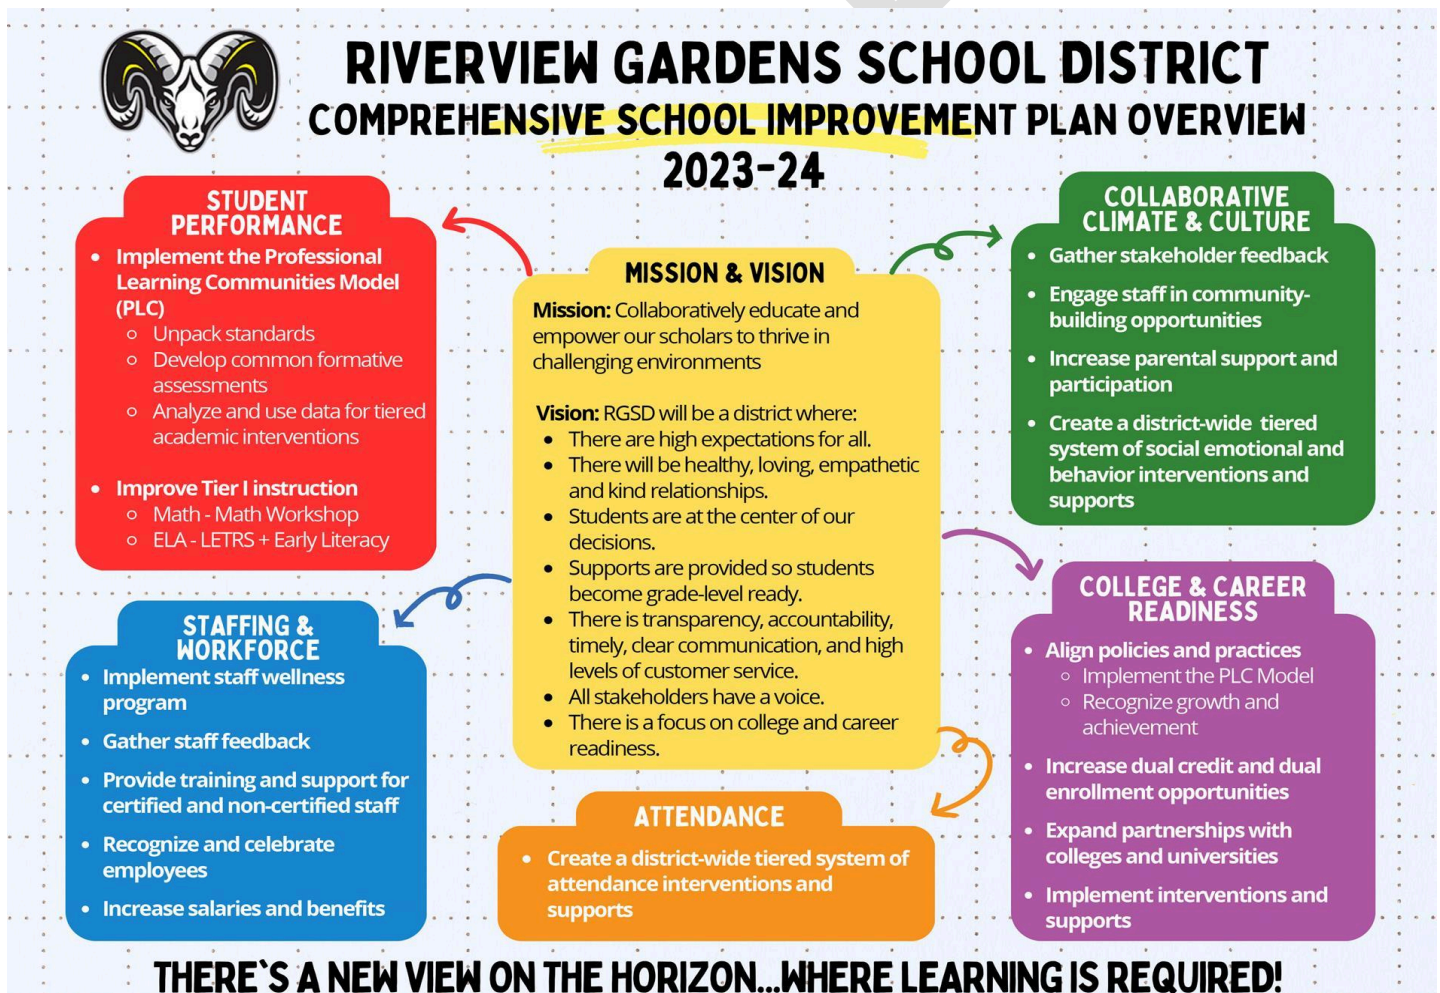 RIVERVIEW GARDENS SCHOOL DISTRICT
COMPREHENSIVE SCHOOL IMPROVEMENT PLAN OVERVIEW
2023-24
STUDENT
PERFORMANCE
• Implement the Professional
Learning Communities Model
(PLC)
○ Unpack standards
○ Develop common formative
assessments
○ Analyze and use data for tiered
academic interventions
• Improve Tier I instruction
○ Math - Math Workshop
○ ELA - LETRS + Early Literacy
STAFFING &
WORKFORCE
• Implement staff wellness
program
• Gather staff feedback
• Provide training and support for
certified and non-certified staff
• Recognize and celebrate
employees
• Increase salaries and benefits
MISSION & VISION
Mission: Collaboratively educate and
empower our scholars to thrive in
challenging environments
Vision: RGSD will be a district where:
• There are high expectations for all.
• There will be healthy, loving, empathetic
and kind relationships.
• Students are at the center of our
decisions.
• Supports are provided so students
become grade-level ready.
• There is transparency, accountability,
timely, clear communication, and high
levels of customer service.
• All stakeholders have a voice.
• There is a focus on college and career
readiness.
ATTENDANCE
• Create a district-wide tiered system of
attendance interventions and
supports
COLLABORATIVE
CLIMATE & CULTURE
• Gather stakeholder feedback
• Engage staff in community-
building opportunities
• Increase parental support and
participation
• Create a district-wide tiered
system of social emotional and
behavior interventions and
supports
COLLEGE & CAREER
READINESS
• Align policies and practices
○ Implement the PLC Model
○ Recognize growth and
achievement
• Increase dual credit and dual
enrollment opportunities
• Expand partnerships with
colleges and universities
• Implement interventions and
supports
THERE`S A NEW VIEW ON THE HORIZON...WHERE LEARNING IS REQUIRED!